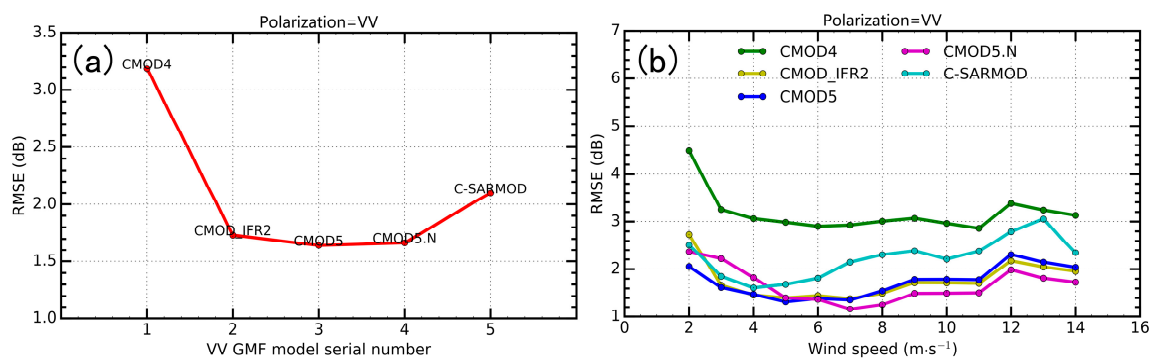 Polarization=VV
(a)
RMSE (dB)
3.5
3.0
2.5
2.0
1.5
1.0
CMOD4
CMOD_IFR2
CMOD5
CMOD5.N
C-SARMOD
1 2 3 4 5
VV GMF model serial number
Polarization=VV
(b)
RMSE (dB)
7
6
5
4
3
2
1
CMOD4
CMOD_IFR2
CMOD5
CMOD5.N
C-SARMOD
0 2 4 6 8 10 12 14 16
Wind speed (m·s⁻¹)